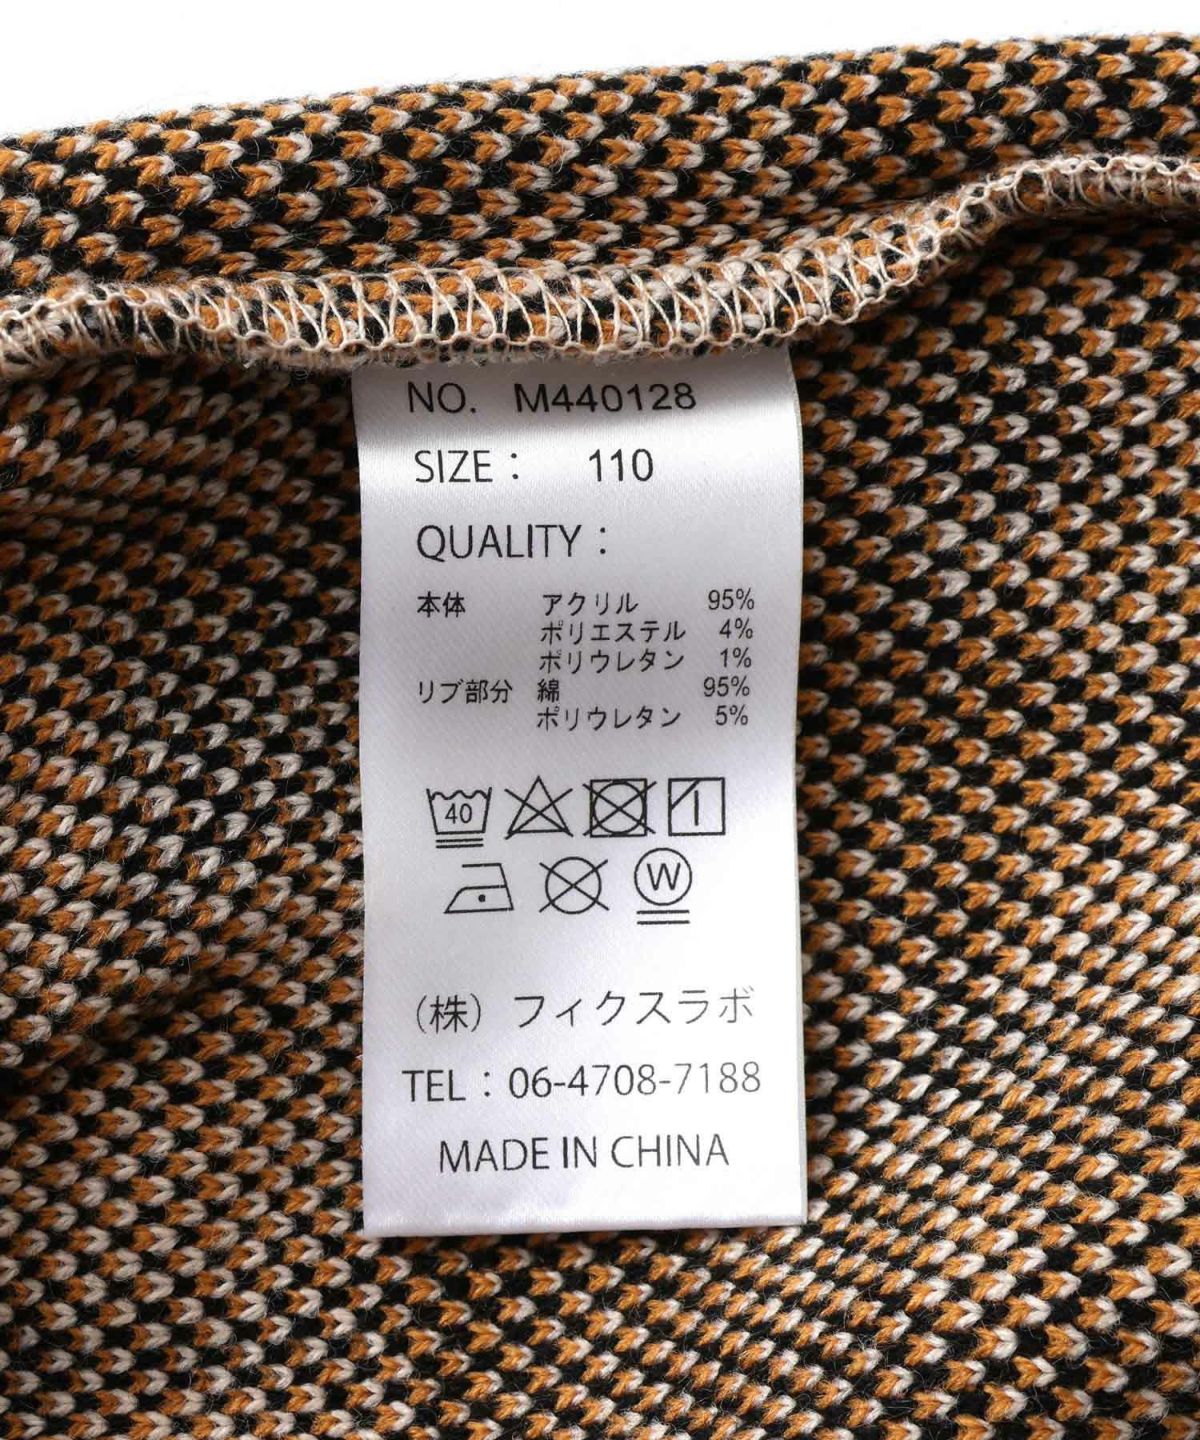 NO. M440128
SIZE： 110
QUALITY：
本体 アクリル 95%
ポリエステル 4%
ポリウレタン 1%
リブ部分 綿 95%
ポリウレタン 5%
40
W
（株）フィクスラボ
TEL：06-4708-7188
MADE IN CHINA